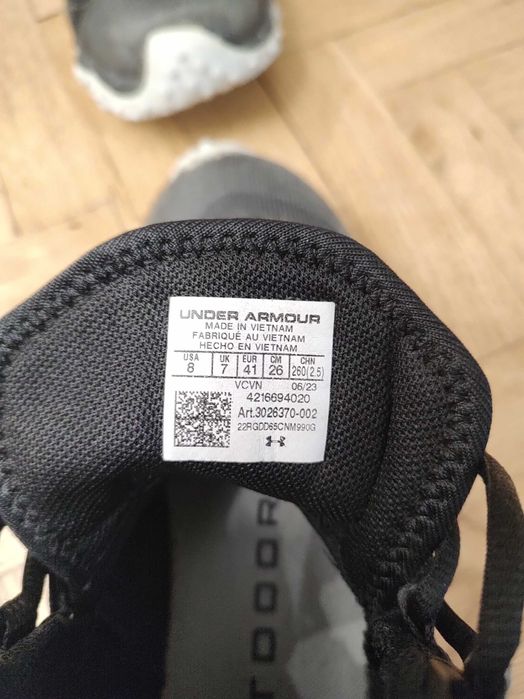 UNDER ARMOUR
MADE IN VIETNAM
FABRIQUÉ AU VIETNAM
HECHO EN VIETNAM
USA UK EUR CM CHN
8 7 41 26 260(2.5)
VCVN 06/23
4216694020
Art.3026370-002
22RGDD65CNM990G
TDOOR